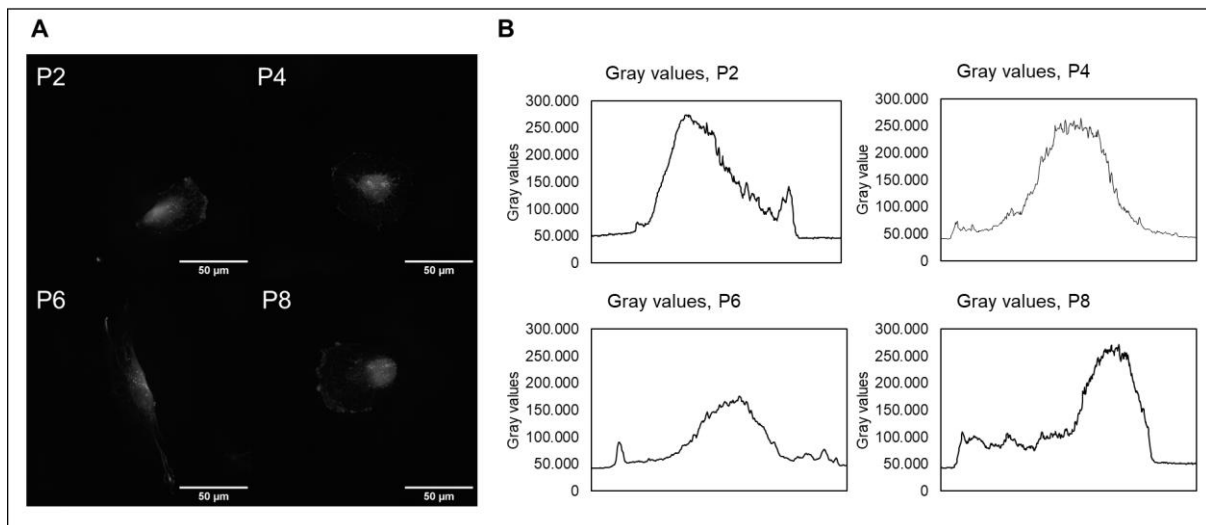 A
P2
P4
50 µm
50 µm
P6
P8
50 µm
50 µm
B
Gray values, P2
Gray values
300.000
250.000
200.000
150.000
100.000
50.000
0
Gray values, P4
Gray value
300.000
250.000
200.000
150.000
100.000
50.000
0
Gray values, P6
Gray values
300.000
250.000
200.000
150.000
100.000
50.000
0
Gray values, P8
Gray values
300.000
250.000
200.000
150.000
100.000
50.000
0